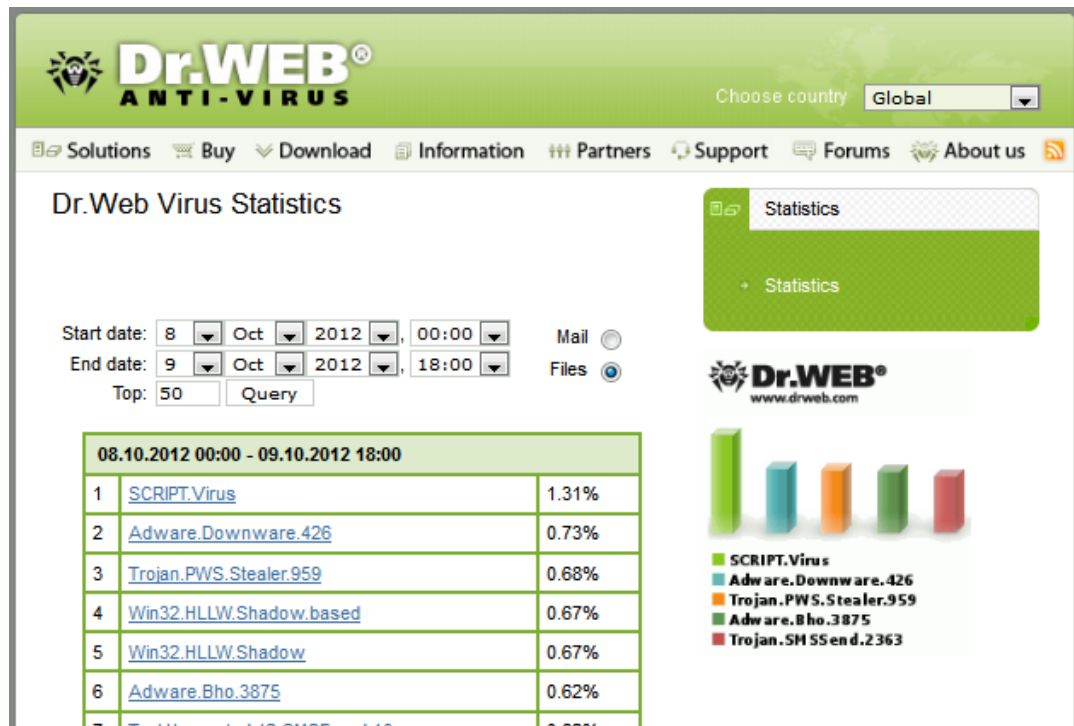 Dr.WEB®
ANTI-VIRUS
Choose country Global
Solutions Buy Download Information Partners Support Forums About us
Dr.Web Virus Statistics
Statistics
Statistics
Start date: 8 Oct 2012 , 00:00
End date: 9 Oct 2012 , 18:00
Top: 50 Query
Mail
Files
Dr.WEB®
www.drweb.com
08.10.2012 00:00 - 09.10.2012 18:00
1 SCRIPT.Virus 1.31%
2 Adware.Downware.426 0.73%
3 Trojan.PWS.Stealer.959 0.68%
4 Win32.HLLW.Shadow.based 0.67%
5 Win32.HLLW.Shadow 0.67%
6 Adware.Bho.3875 0.62%
SCRIPT.Virus
Adware.Downware.426
Trojan.PWS.Stealer.959
Adware.Bho.3875
Trojan.SMSSend.2363